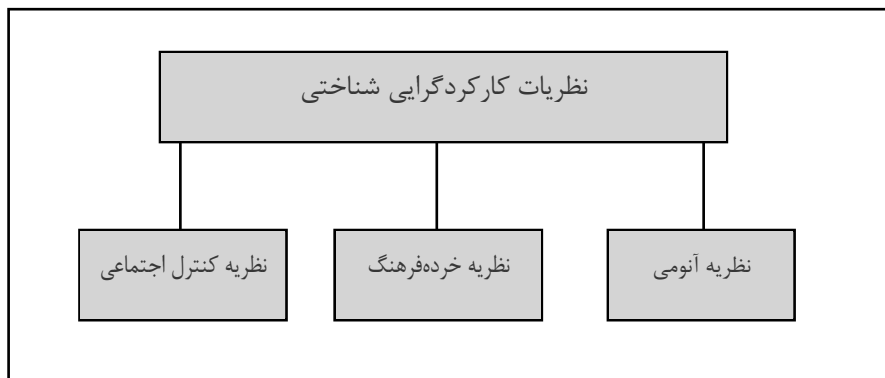 نظریات کارکردگرایی شناختی
نظریه آنومی
نظریه خرده‌فرهنگ
نظریه کنترل اجتماعی